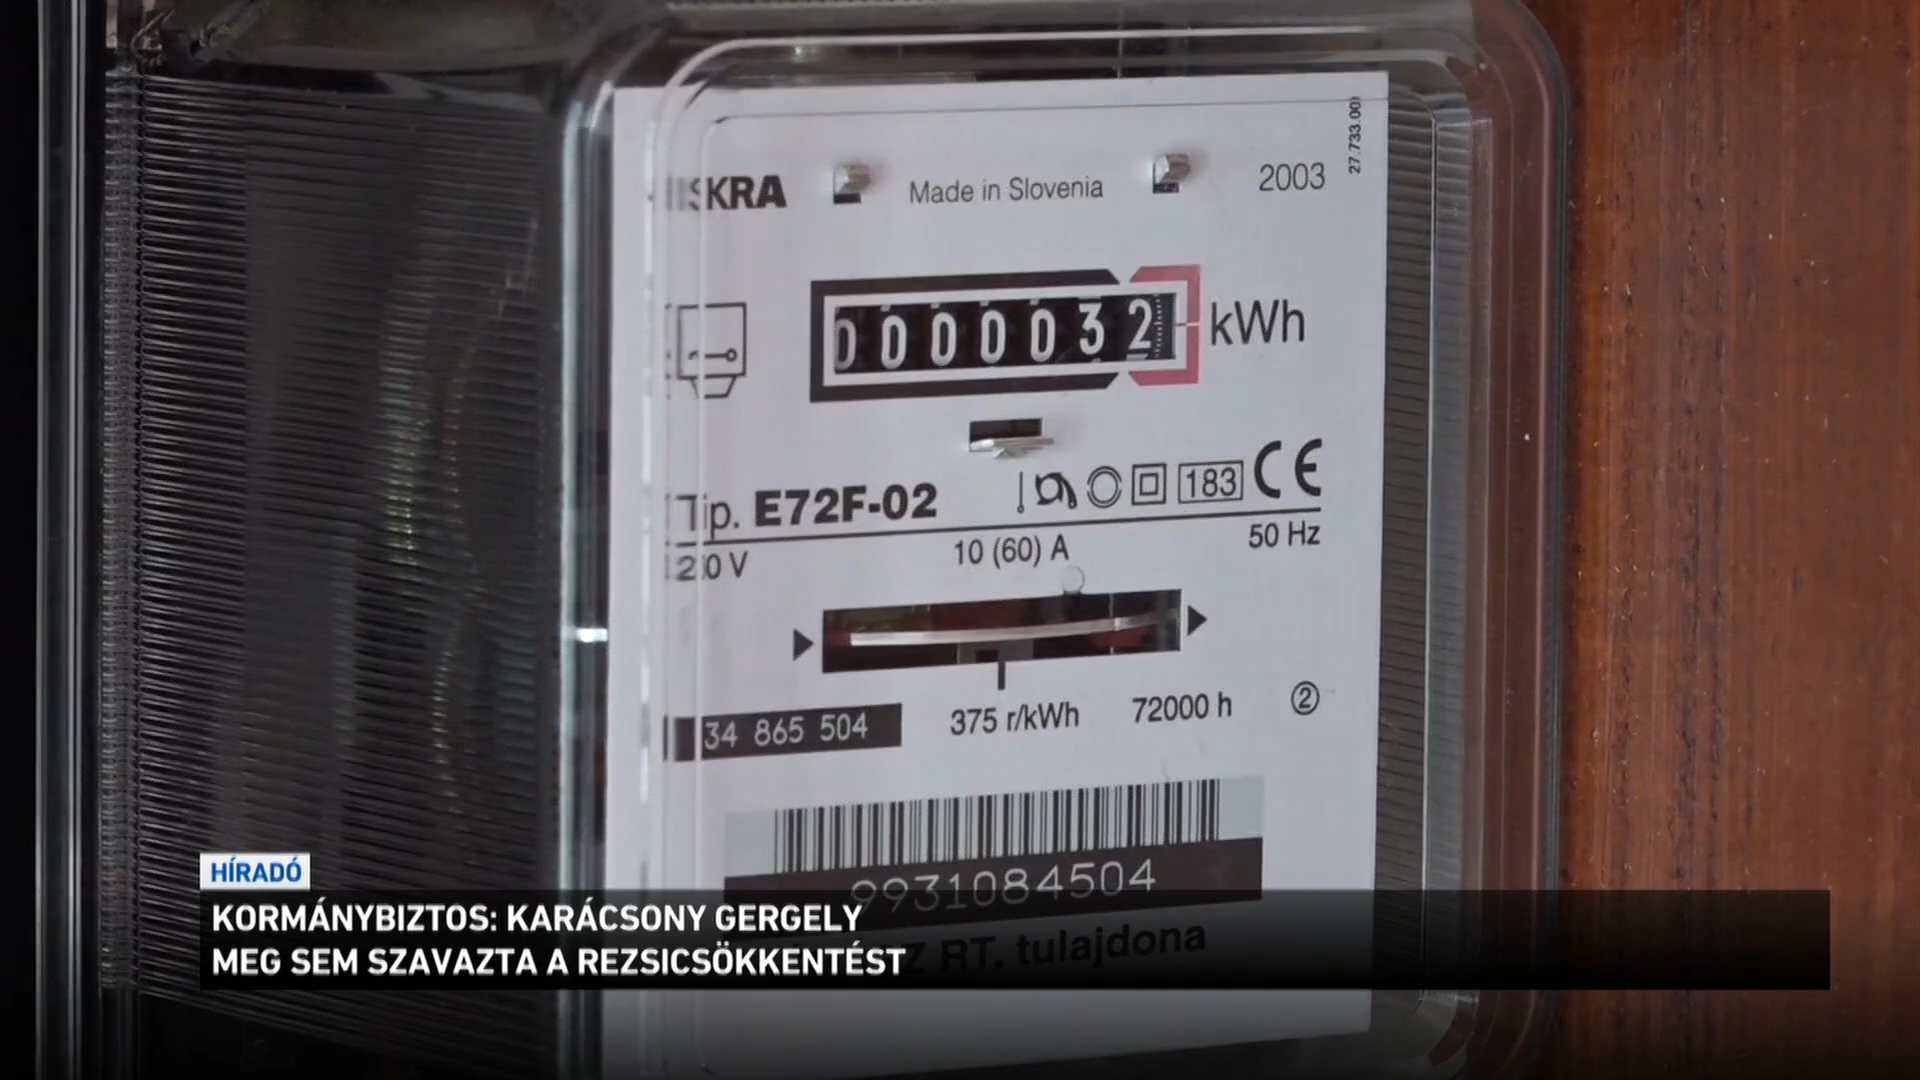 ISKRA
Made in Slovenia
2003
27.733.00
0000032 kWh
Tip. E72F-02
183 CE
10 (60) A
50 Hz
34 865 504
375 r/kWh
72000 h
2
9931084504
RT. tulajdona
HÍRADÓ
KORMÁNYBIZTOS: KARÁCSONY GERGELY
MEG SEM SZAVAZTA A REZSICSÖKKENTÉST